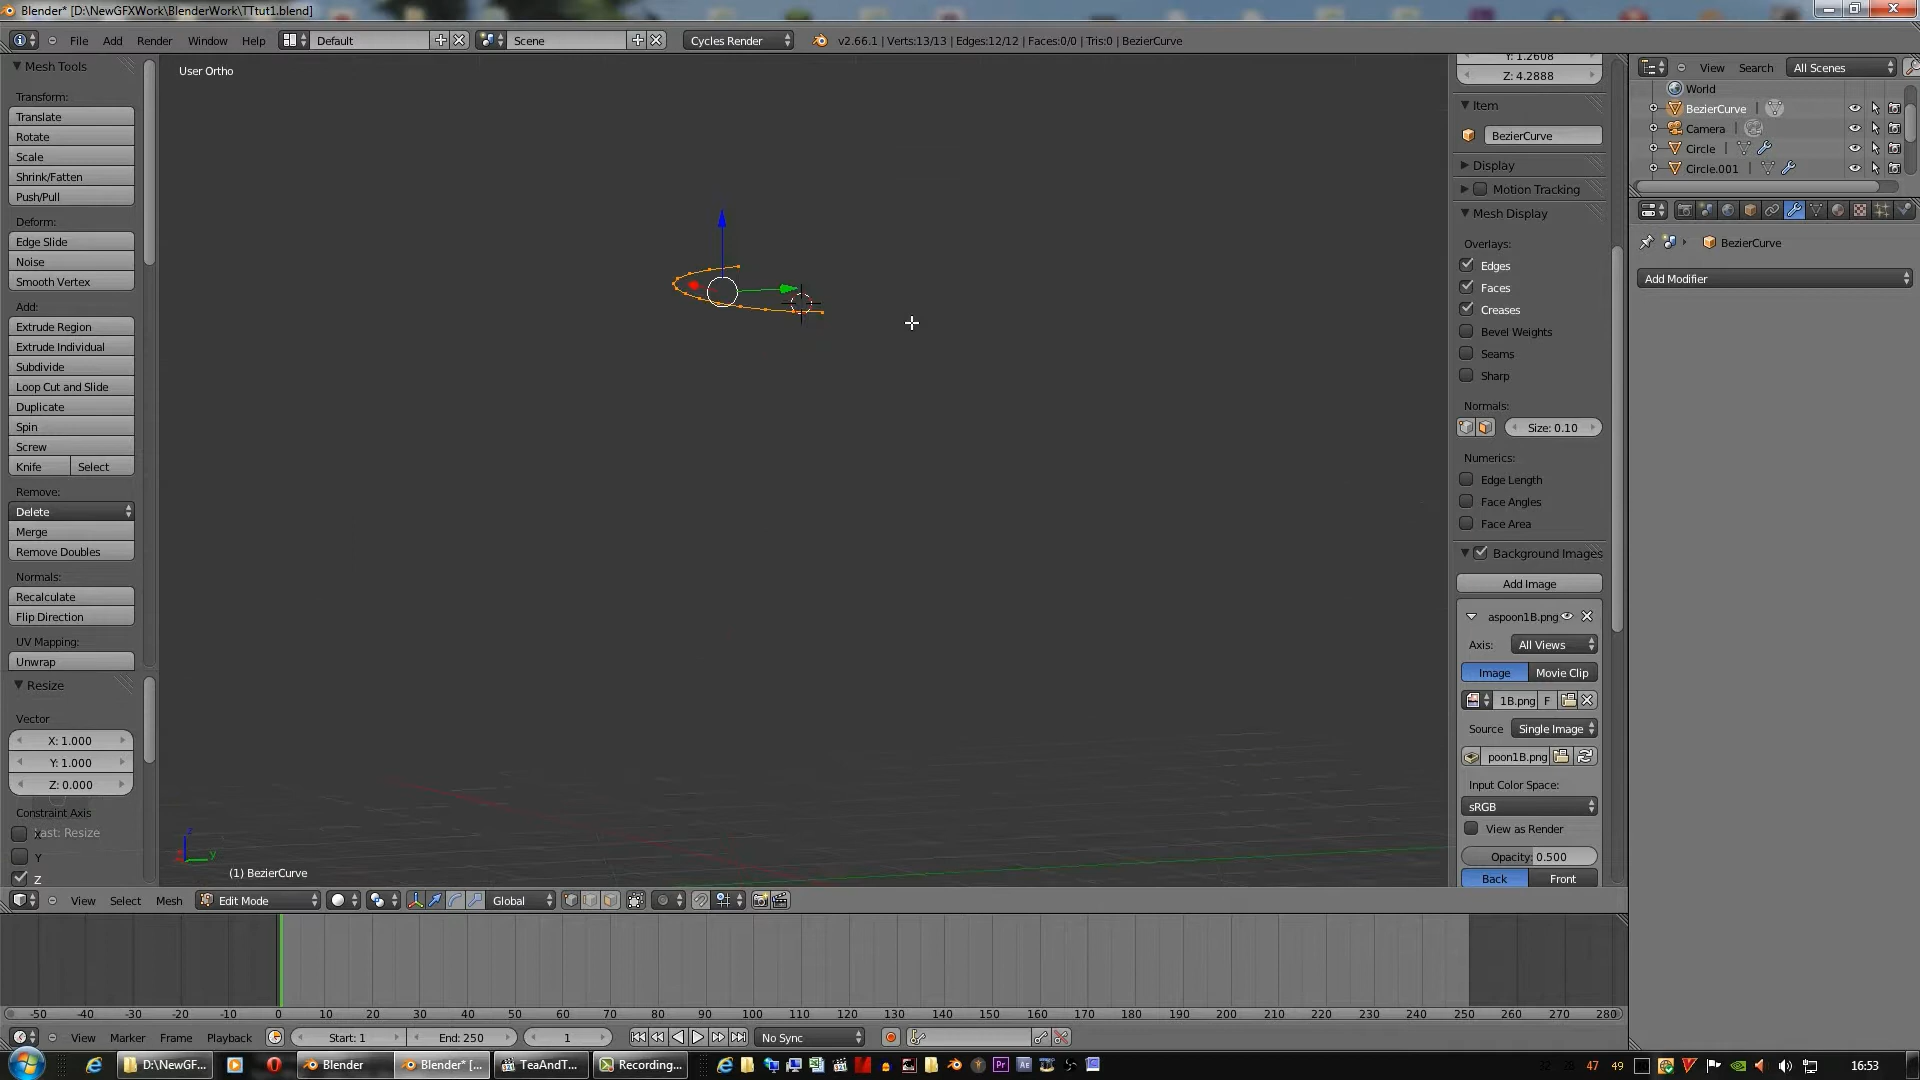 Blender* [D:\NewGFXWork\BlenderWork\TTtut1.blend]
File Add Render Window Help Default Scene Cycles Render v2.66.1 | Verts:13/13 | Edges:12/12 | Faces:0/0 | Tris:0 | BezierCurve
Mesh Tools
Transform:
Translate
Rotate
Scale
Shrink/Fatten
Push/Pull
Deform:
Edge Slide
Noise
Smooth Vertex
Add:
Extrude Region
Extrude Individual
Subdivide
Loop Cut and Slide
Duplicate
Spin
Screw
Knife Select
Remove:
Delete
Merge
Remove Doubles
Normals:
Recalculate
Flip Direction
UV Mapping:
Unwrap
Resize
Vector
X: 1.000
Y: 1.000
Z: 0.000
Constraint Axis
X Last: Resize
Y
Z
User Ortho
z
y
(1) BezierCurve
Y: 1.2608
Z: 4.2888
Item
BezierCurve
Display
Motion Tracking
Mesh Display
Overlays:
Edges
Faces
Creases
Bevel Weights
Seams
Sharp
Normals:
Size: 0.10
Numerics:
Edge Length
Face Angles
Face Area
Background Images
Add Image
aspoon1B.png
Axis: All Views
Image Movie Clip
1B.png F
Source Single Image
poon1B.png
Input Color Space:
sRGB
View as Render
Opacity: 0.500
Back Front
View Search All Scenes
World
BezierCurve
Camera
Circle
Circle.001
BezierCurve
Add Modifier
View Select Mesh Edit Mode Global
-50 -40 -30 -20 -10 0 10 20 30 40 50 60 70 80 90 100 110 120 130 140 150 160 170 180 190 200 210 220 230 240 250 260 270 280
View Marker Frame Playback Start: 1 End: 250 1 No Sync
D:\NewGF... Blender Blender* [... TeaAndT... Recording... 47 49 16:53